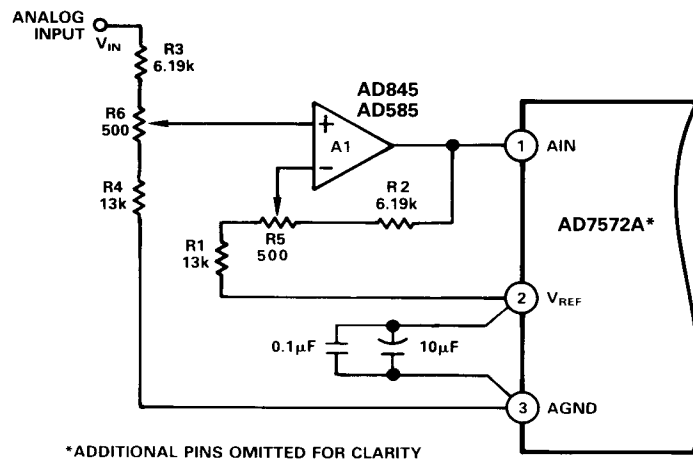 ANALOG
INPUT
VIN
R3
6.19k
R6
500
R4
13k
AD845
AD585
+
A1
−
R2
6.19k
R5
500
R1
13k
1
AIN
AD7572A*
2
VREF
0.1µF
10µF
3
AGND
*ADDITIONAL PINS OMITTED FOR CLARITY